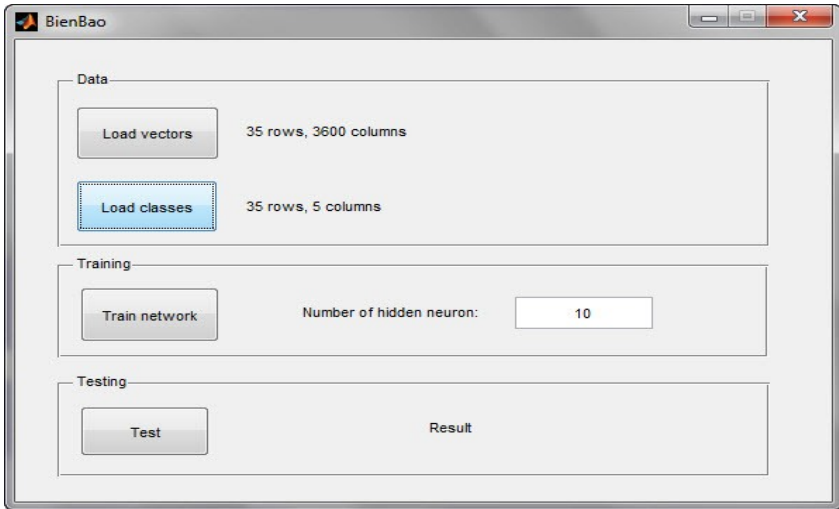 BienBao
Data
Load vectors 35 rows, 3600 columns
Load classes 35 rows, 5 columns
Training
Train network Number of hidden neuron: 10
Testing
Test Result